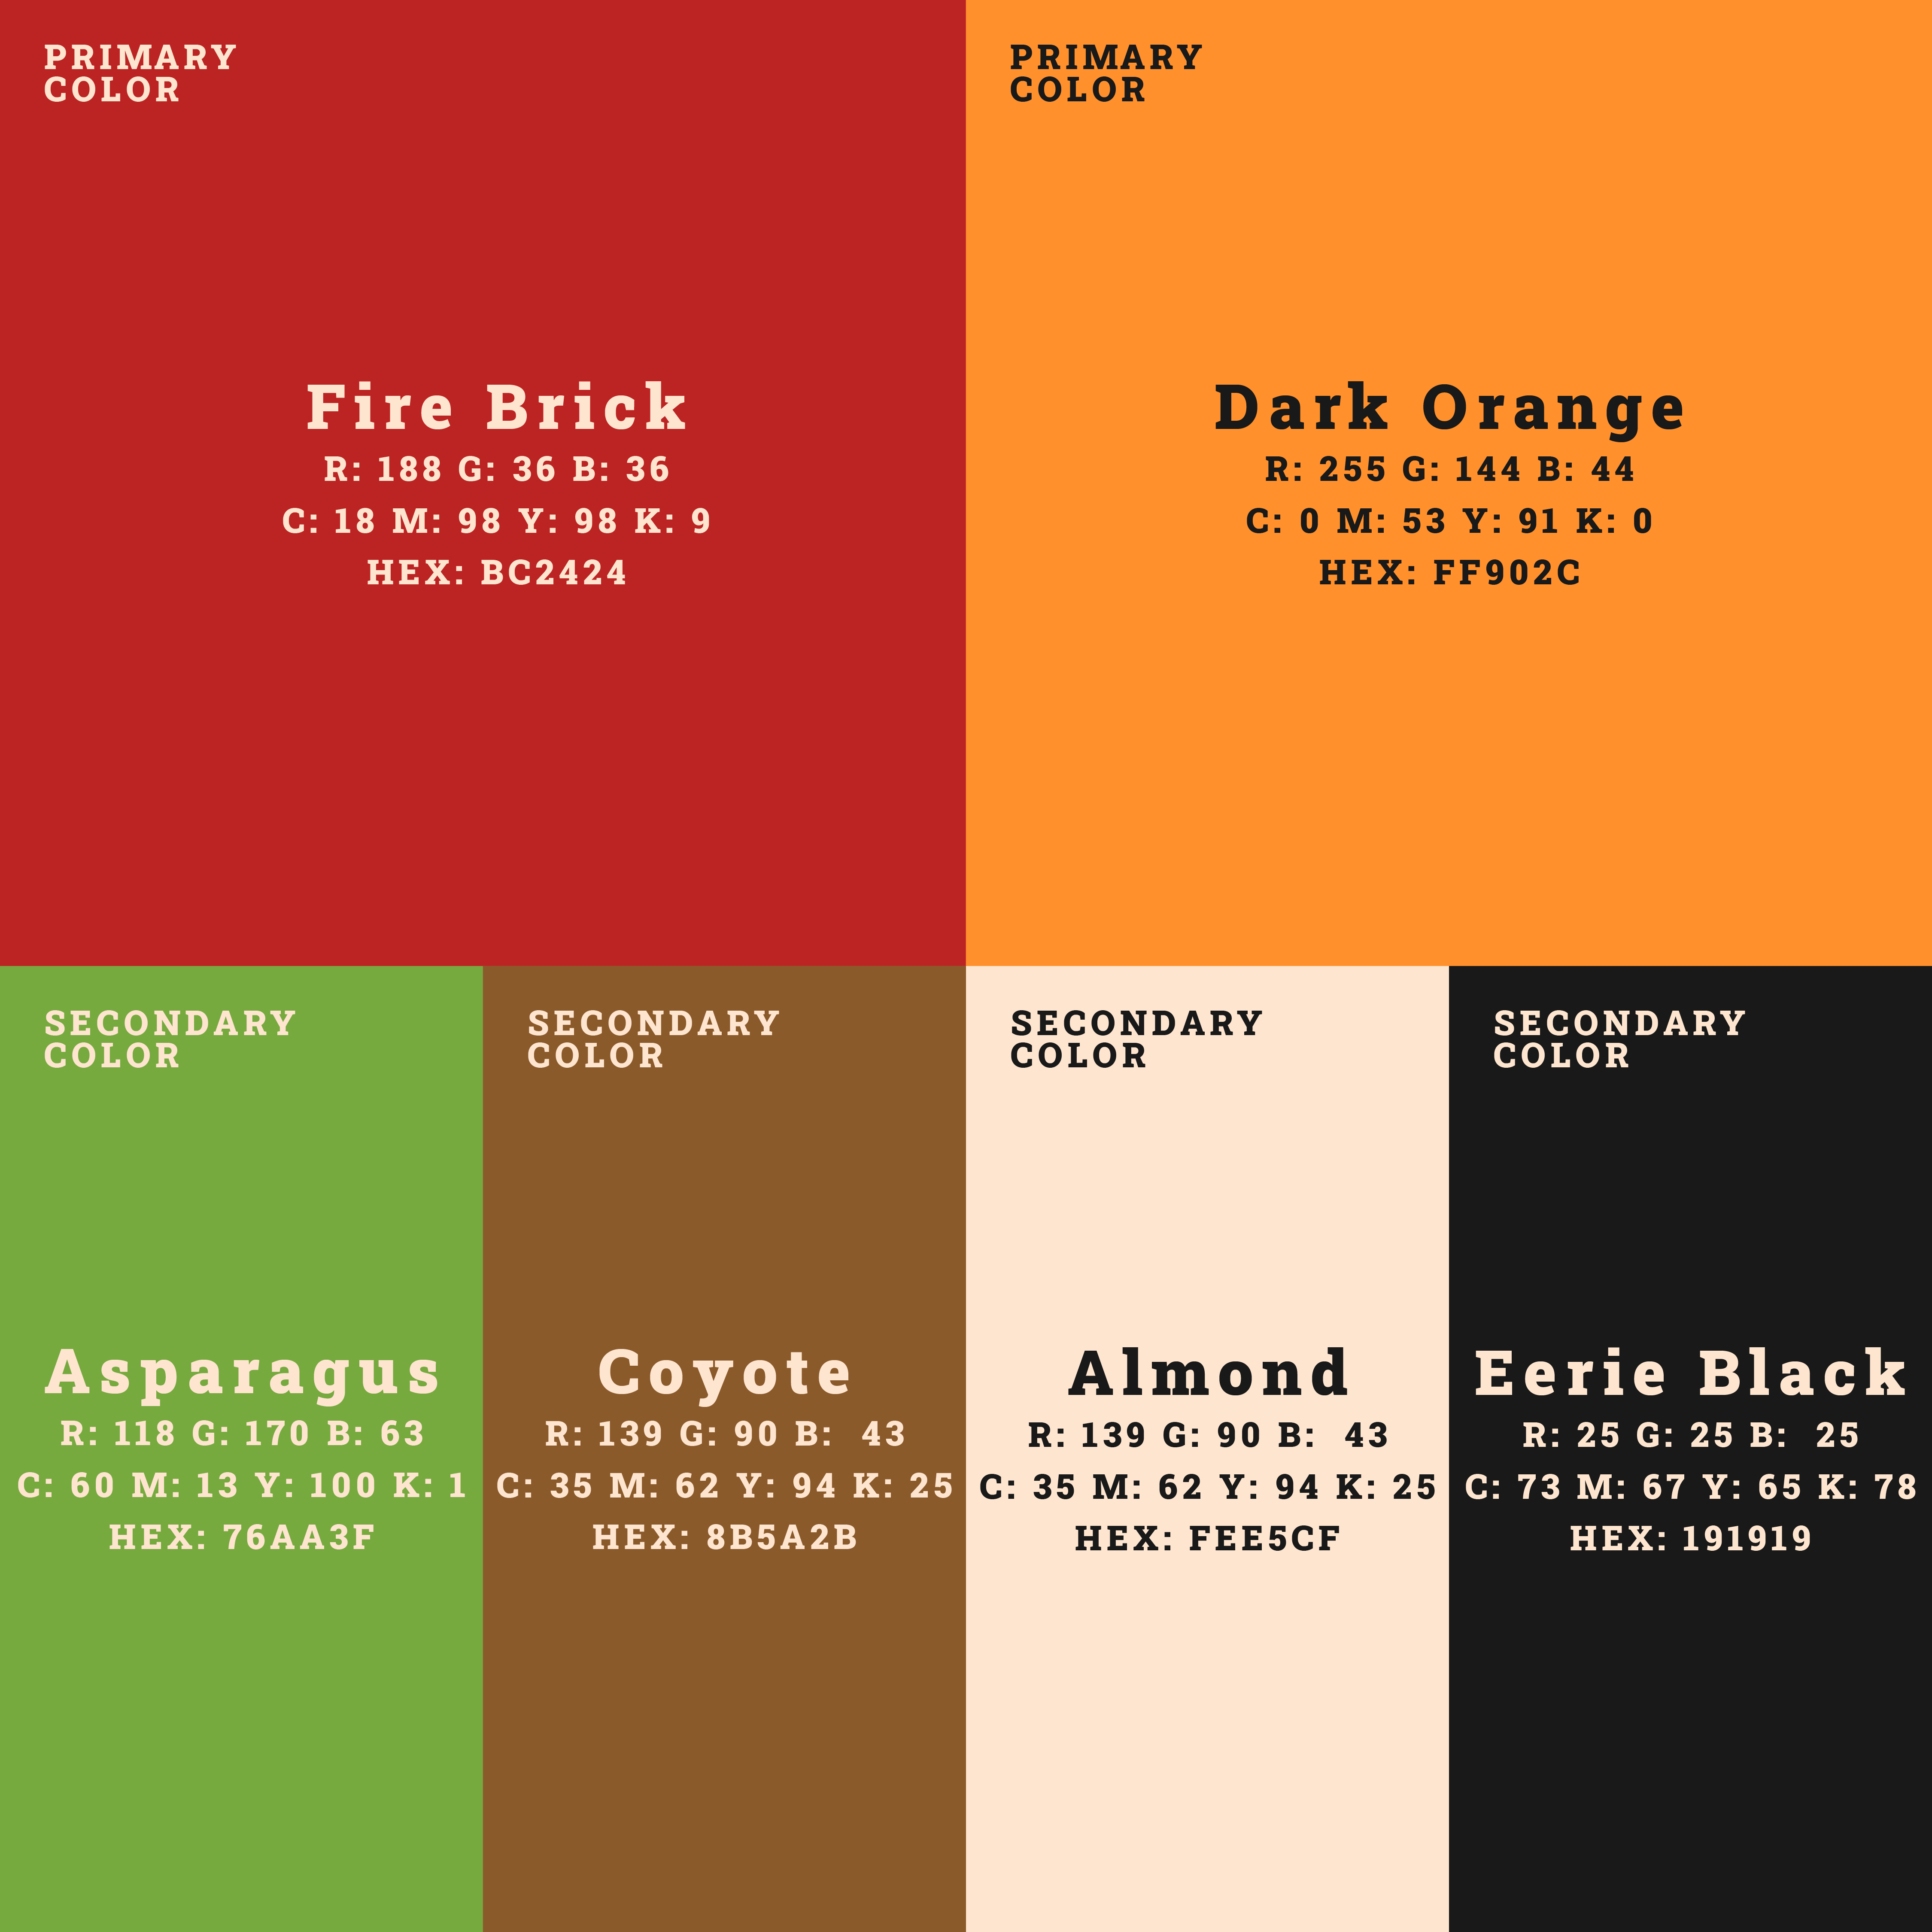 PRIMARY
COLOR
Fire Brick
R: 188 G: 36 B: 36
C: 18 M: 98 Y: 98 K: 9
HEX: BC2424
PRIMARY
COLOR
Dark Orange
R: 255 G: 144 B: 44
C: 0 M: 53 Y: 91 K: 0
HEX: FF902C
SECONDARY
COLOR
Asparagus
R: 118 G: 170 B: 63
C: 60 M: 13 Y: 100 K: 1
HEX: 76AA3F
SECONDARY
COLOR
Coyote
R: 139 G: 90 B: 43
C: 35 M: 62 Y: 94 K: 25
HEX: 8B5A2B
SECONDARY
COLOR
Almond
R: 139 G: 90 B: 43
C: 35 M: 62 Y: 94 K: 25
HEX: FEE5CF
SECONDARY
COLOR
Eerie Black
R: 25 G: 25 B: 25
C: 73 M: 67 Y: 65 K: 78
HEX: 191919